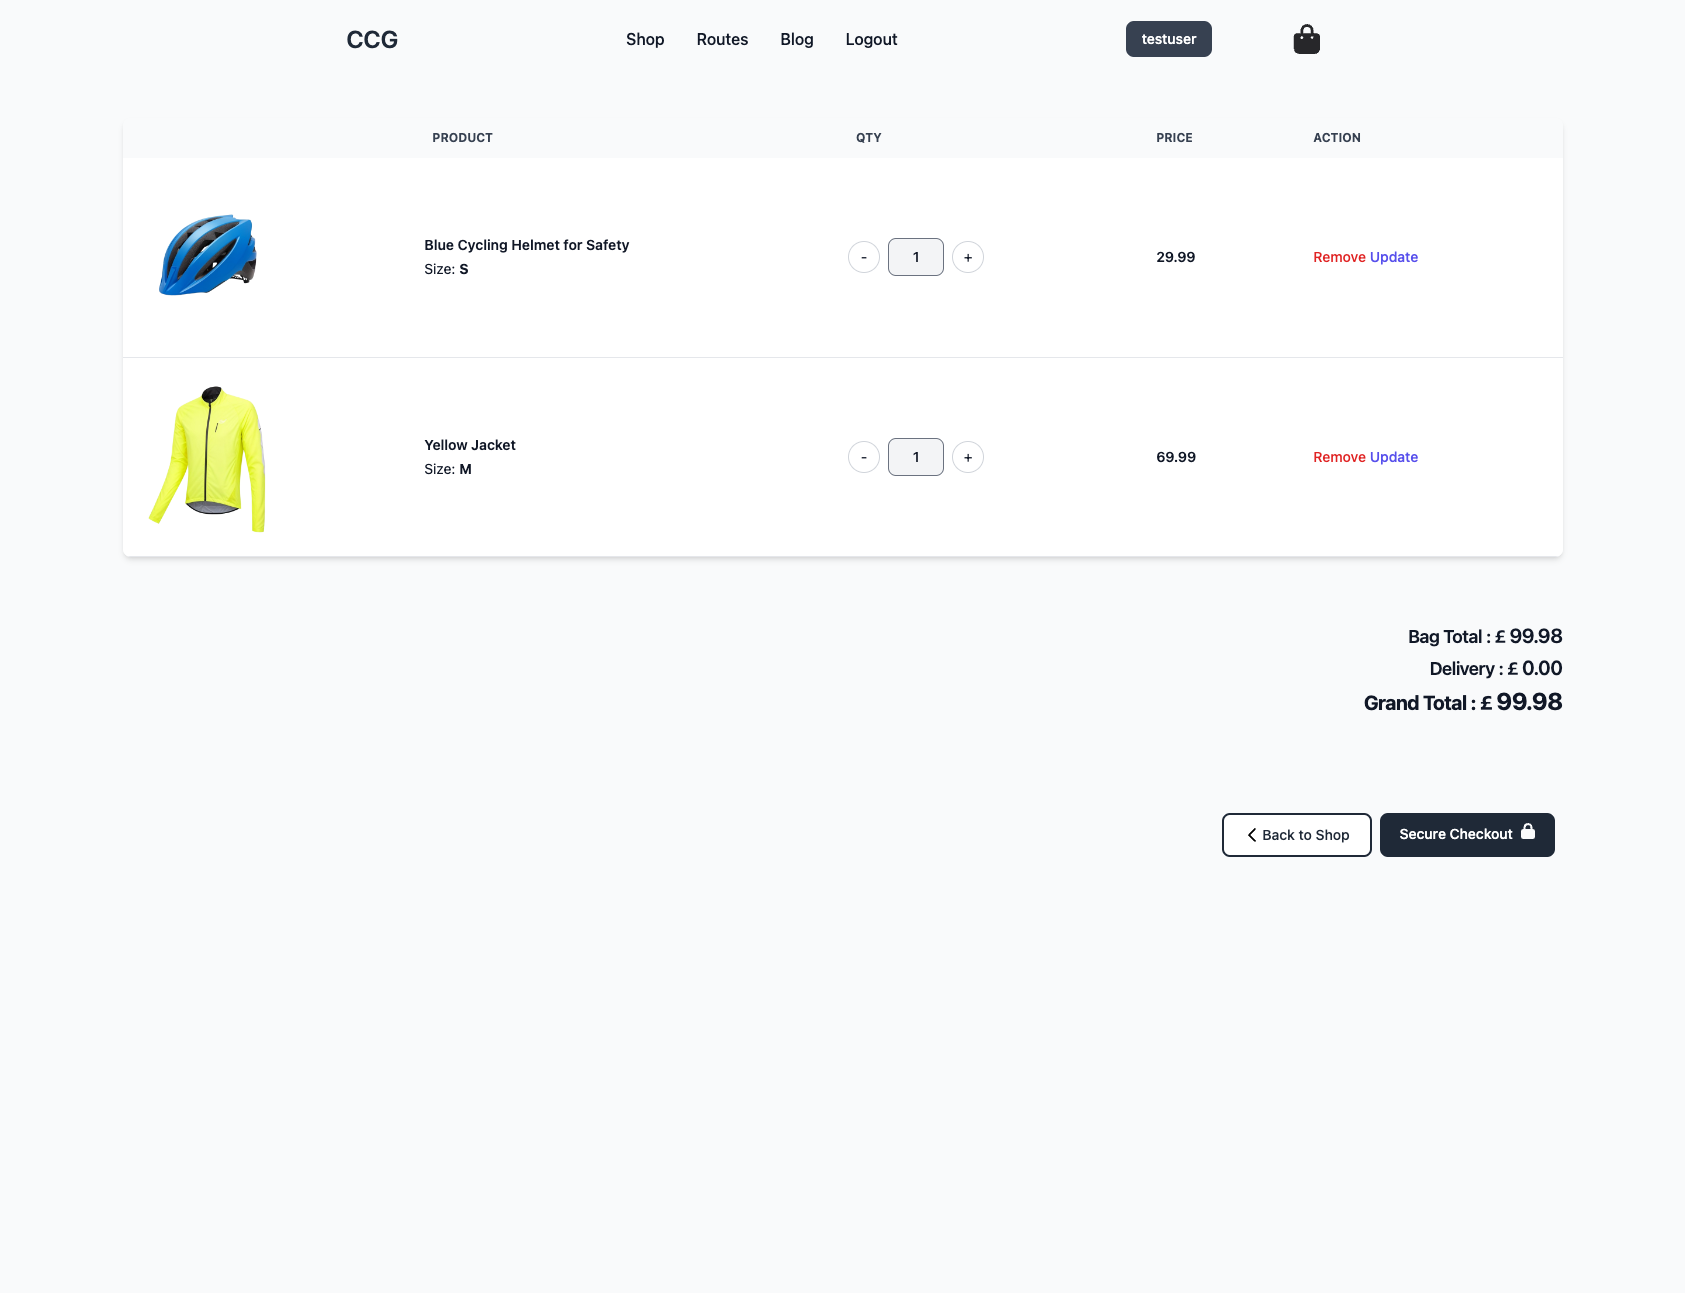 CCG
Shop Routes Blog Logout
testuser
PRODUCT QTY PRICE ACTION
Blue Cycling Helmet for Safety
Size: S
- 1 +
29.99
Remove Update
Yellow Jacket
Size: M
- 1 +
69.99
Remove Update
Bag Total : £ 99.98
Delivery : £ 0.00
Grand Total : £ 99.98
Back to Shop
Secure Checkout